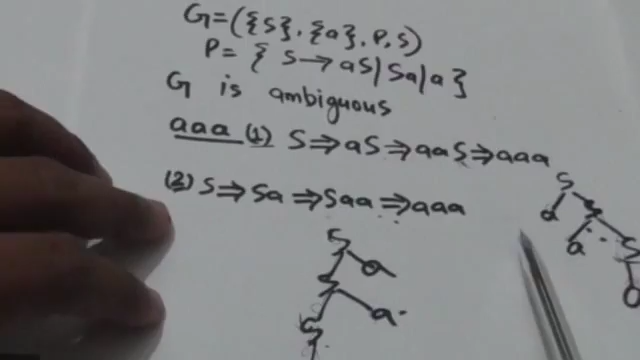 G=({S},{a},P,S)
P={ S→aS|Sa|a}
G is ambiguous
aaa (1) S⇒aS⇒aaS⇒aaa
(2) S⇒Sa⇒Saa⇒aaa
S
a S
a S
a
S
S a
S a